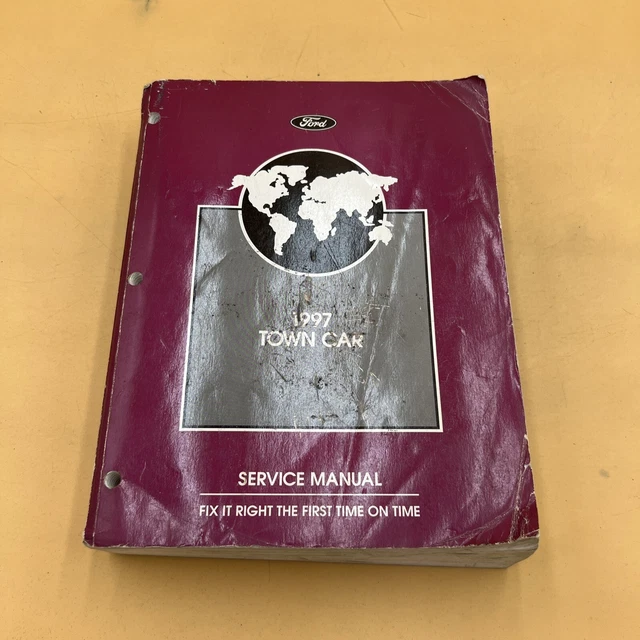 Ford
1997
TOWN CAR
SERVICE MANUAL
FIX IT RIGHT THE FIRST TIME ON TIME